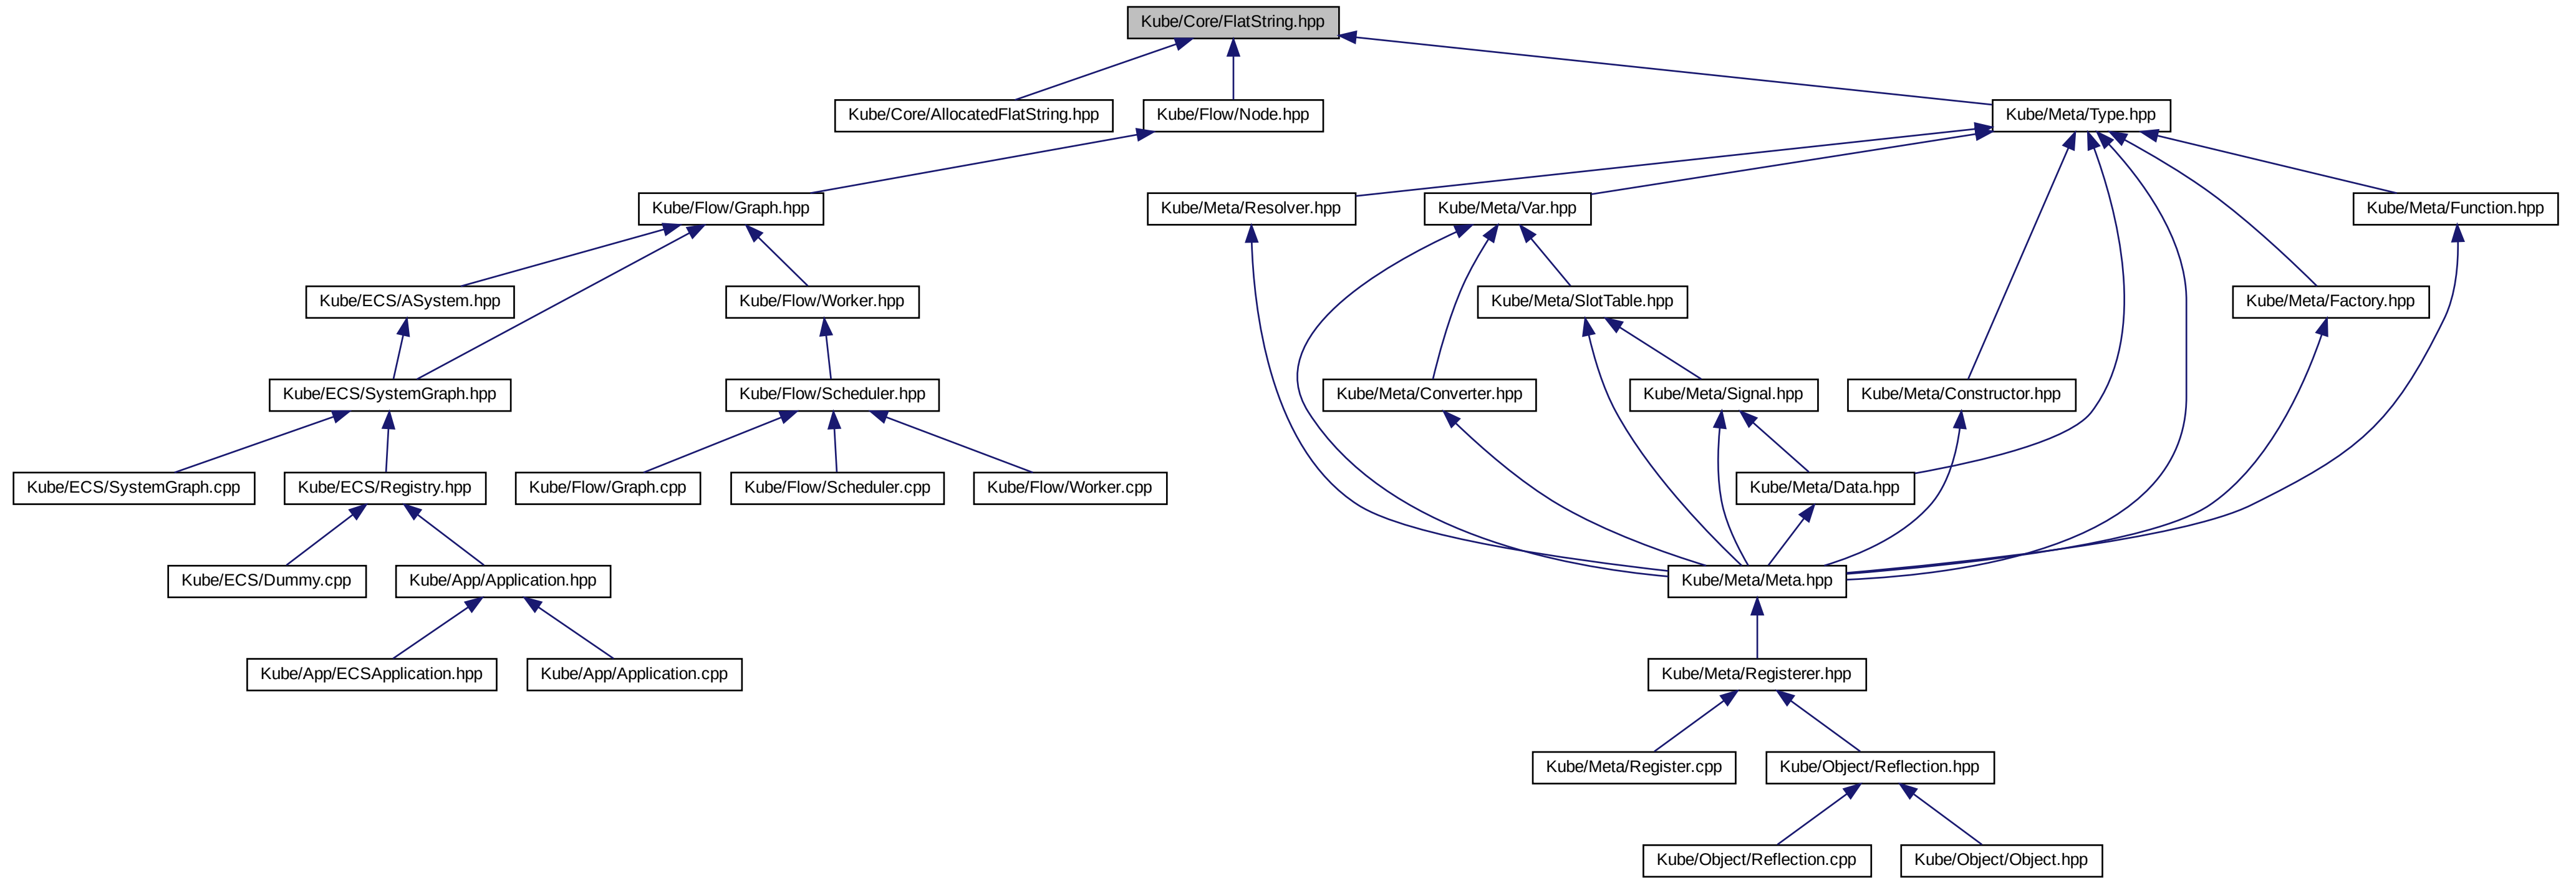 Kube/Core/FlatString.hpp
Kube/Core/AllocatedFlatString.hpp
Kube/Flow/Node.hpp
Kube/Meta/Type.hpp
Kube/Flow/Graph.hpp
Kube/Meta/Resolver.hpp
Kube/Meta/Var.hpp
Kube/Meta/Function.hpp
Kube/ECS/ASystem.hpp
Kube/Flow/Worker.hpp
Kube/Meta/SlotTable.hpp
Kube/Meta/Factory.hpp
Kube/ECS/SystemGraph.hpp
Kube/Flow/Scheduler.hpp
Kube/Meta/Converter.hpp
Kube/Meta/Signal.hpp
Kube/Meta/Constructor.hpp
Kube/ECS/SystemGraph.cpp
Kube/ECS/Registry.hpp
Kube/Flow/Graph.cpp
Kube/Flow/Scheduler.cpp
Kube/Flow/Worker.cpp
Kube/Meta/Data.hpp
Kube/ECS/Dummy.cpp
Kube/App/Application.hpp
Kube/Meta/Meta.hpp
Kube/App/ECSApplication.hpp
Kube/App/Application.cpp
Kube/Meta/Registerer.hpp
Kube/Meta/Register.cpp
Kube/Object/Reflection.hpp
Kube/Object/Reflection.cpp
Kube/Object/Object.hpp